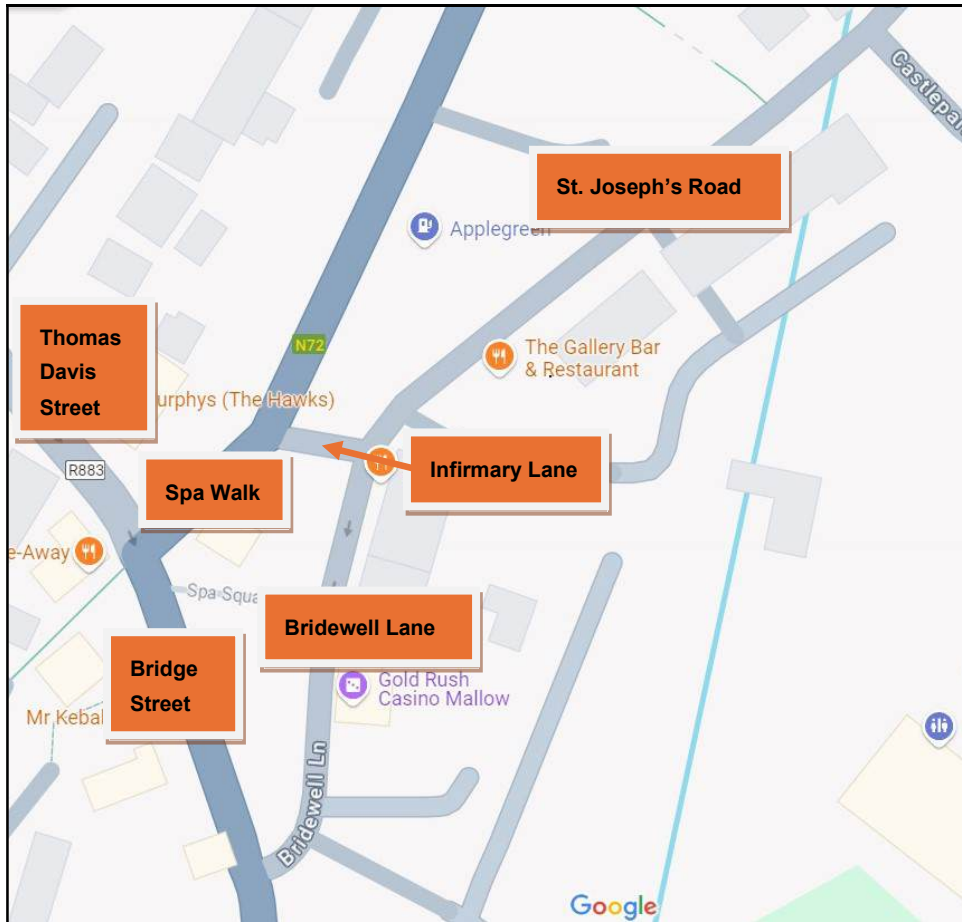 Castlepar
St. Joseph's Road
Applegreen
Thomas
Davis
Street
N72
The Gallery Bar
& Restaurant
urphys (The Hawks)
R883
Spa Walk
Infirmary Lane
e-Away
Spa Squa
Bridewell Lane
Bridge
Street
Gold Rush
Casino Mallow
Mr Kebab
Bridewell Ln
Google